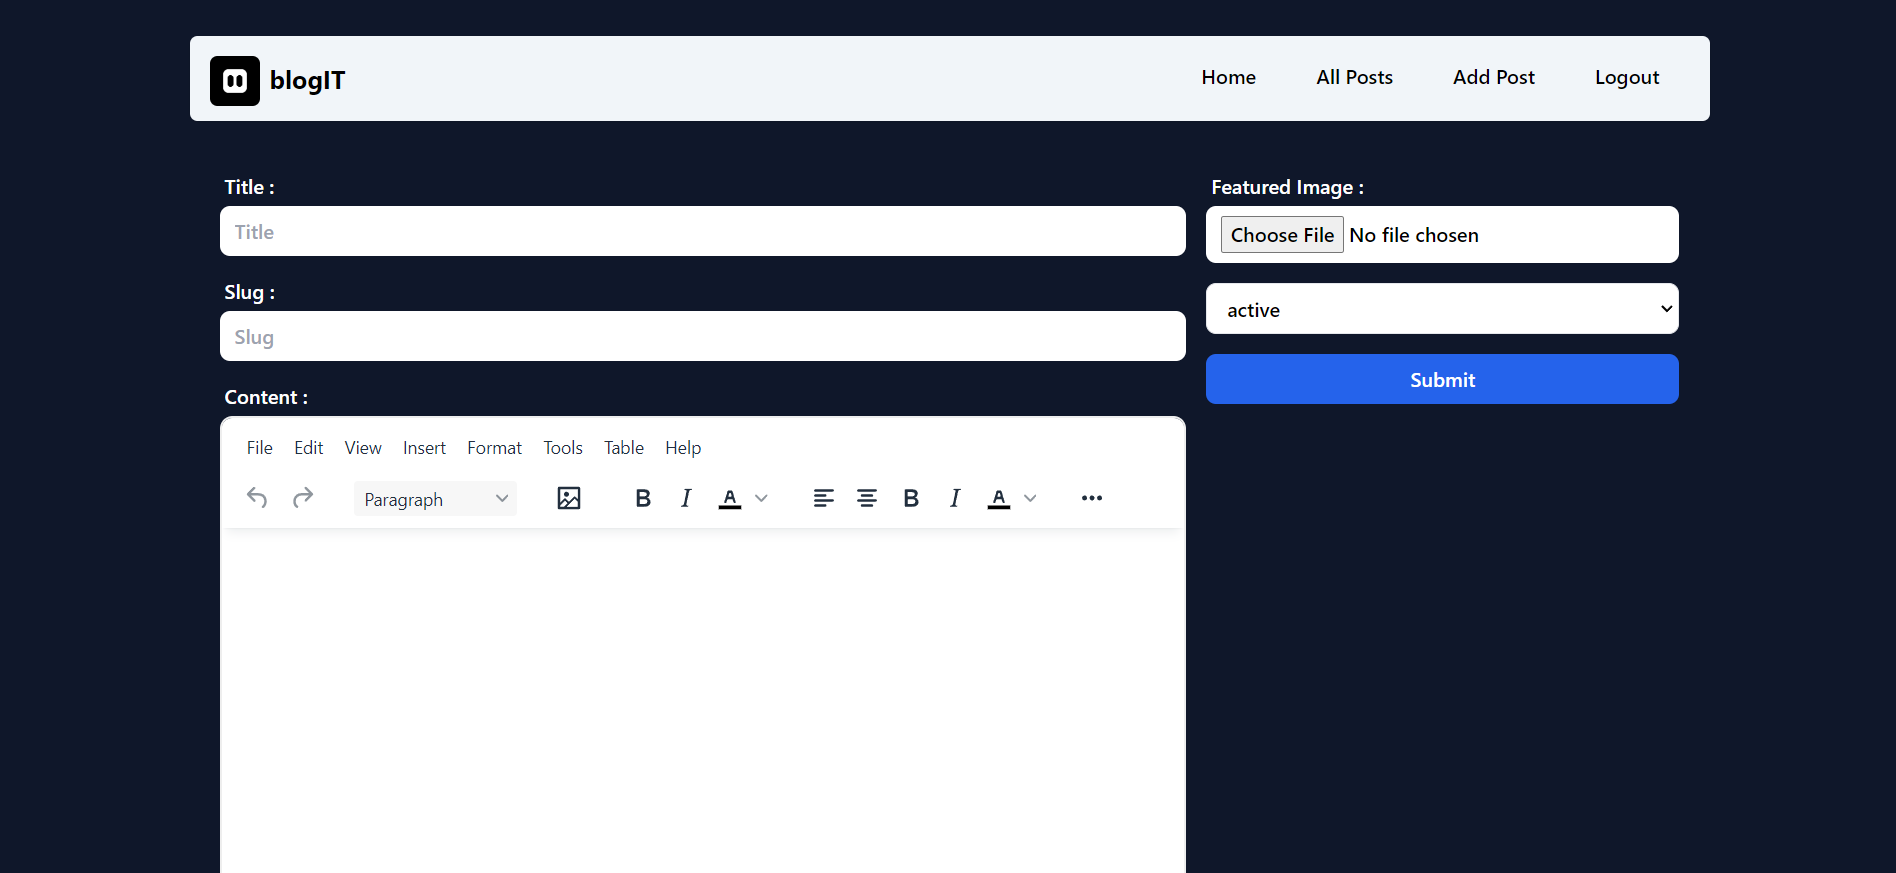 blogIT
Home All Posts Add Post Logout
Title :
Title
Slug :
Slug
Content :
File Edit View Insert Format Tools Table Help
Paragraph B I A B I A
Featured Image :
Choose File No file chosen
active
Submit